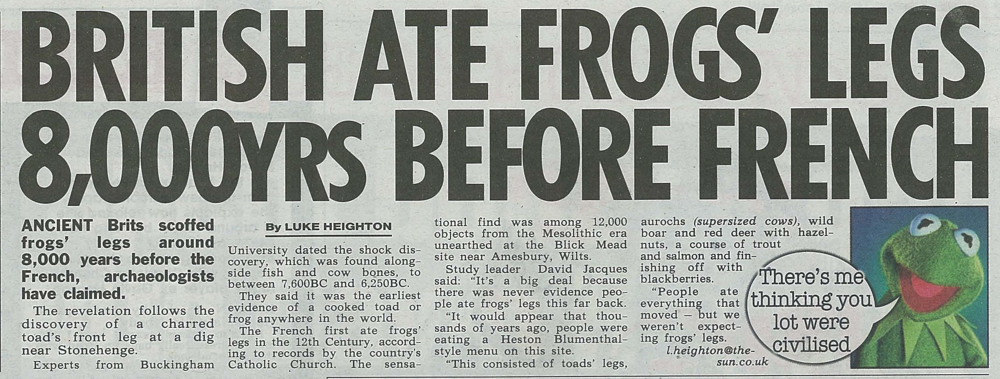 BRITISH ATE FROGS' LEGS
8,000YRS BEFORE FRENCH
ANCIENT Brits scoffed
frogs' legs around
8,000 years before the
French, archaeologists
have claimed.
The revelation follows the
discovery of a charred
toad's front leg at a dig
near Stonehenge.
Experts from Buckingham
By LUKE HEIGHTON
University dated the shock dis-
covery, which was found along-
side fish and cow bones, to
between 7,600BC and 6,250BC.
They said it was the earliest
evidence of a cooked toad or
frog anywhere in the world.
The French first ate frogs'
legs in the 12th Century, accord-
ing to records by the country's
Catholic Church. The sensa-
tional find was among 12,000
objects from the Mesolithic era
unearthed at the Blick Mead
site near Amesbury, Wilts.
Study leader David Jacques
said: "It's a big deal because
there was never evidence peo-
ple ate frogs' legs this far back.
"It would appear that thou-
sands of years ago, people were
eating a Heston Blumenthal-
style menu on this site.
"This consisted of toads' legs,
aurochs (supersized cows), wild
boar and red deer with hazel-
nuts, a course of trout
and salmon and fin-
ishing off with
blackberries.
"People ate
everything that
moved – but we
weren't expect-
ing frogs' legs.
l.heighton@the-
sun.co.uk
There's me
thinking you
lot were
civilised